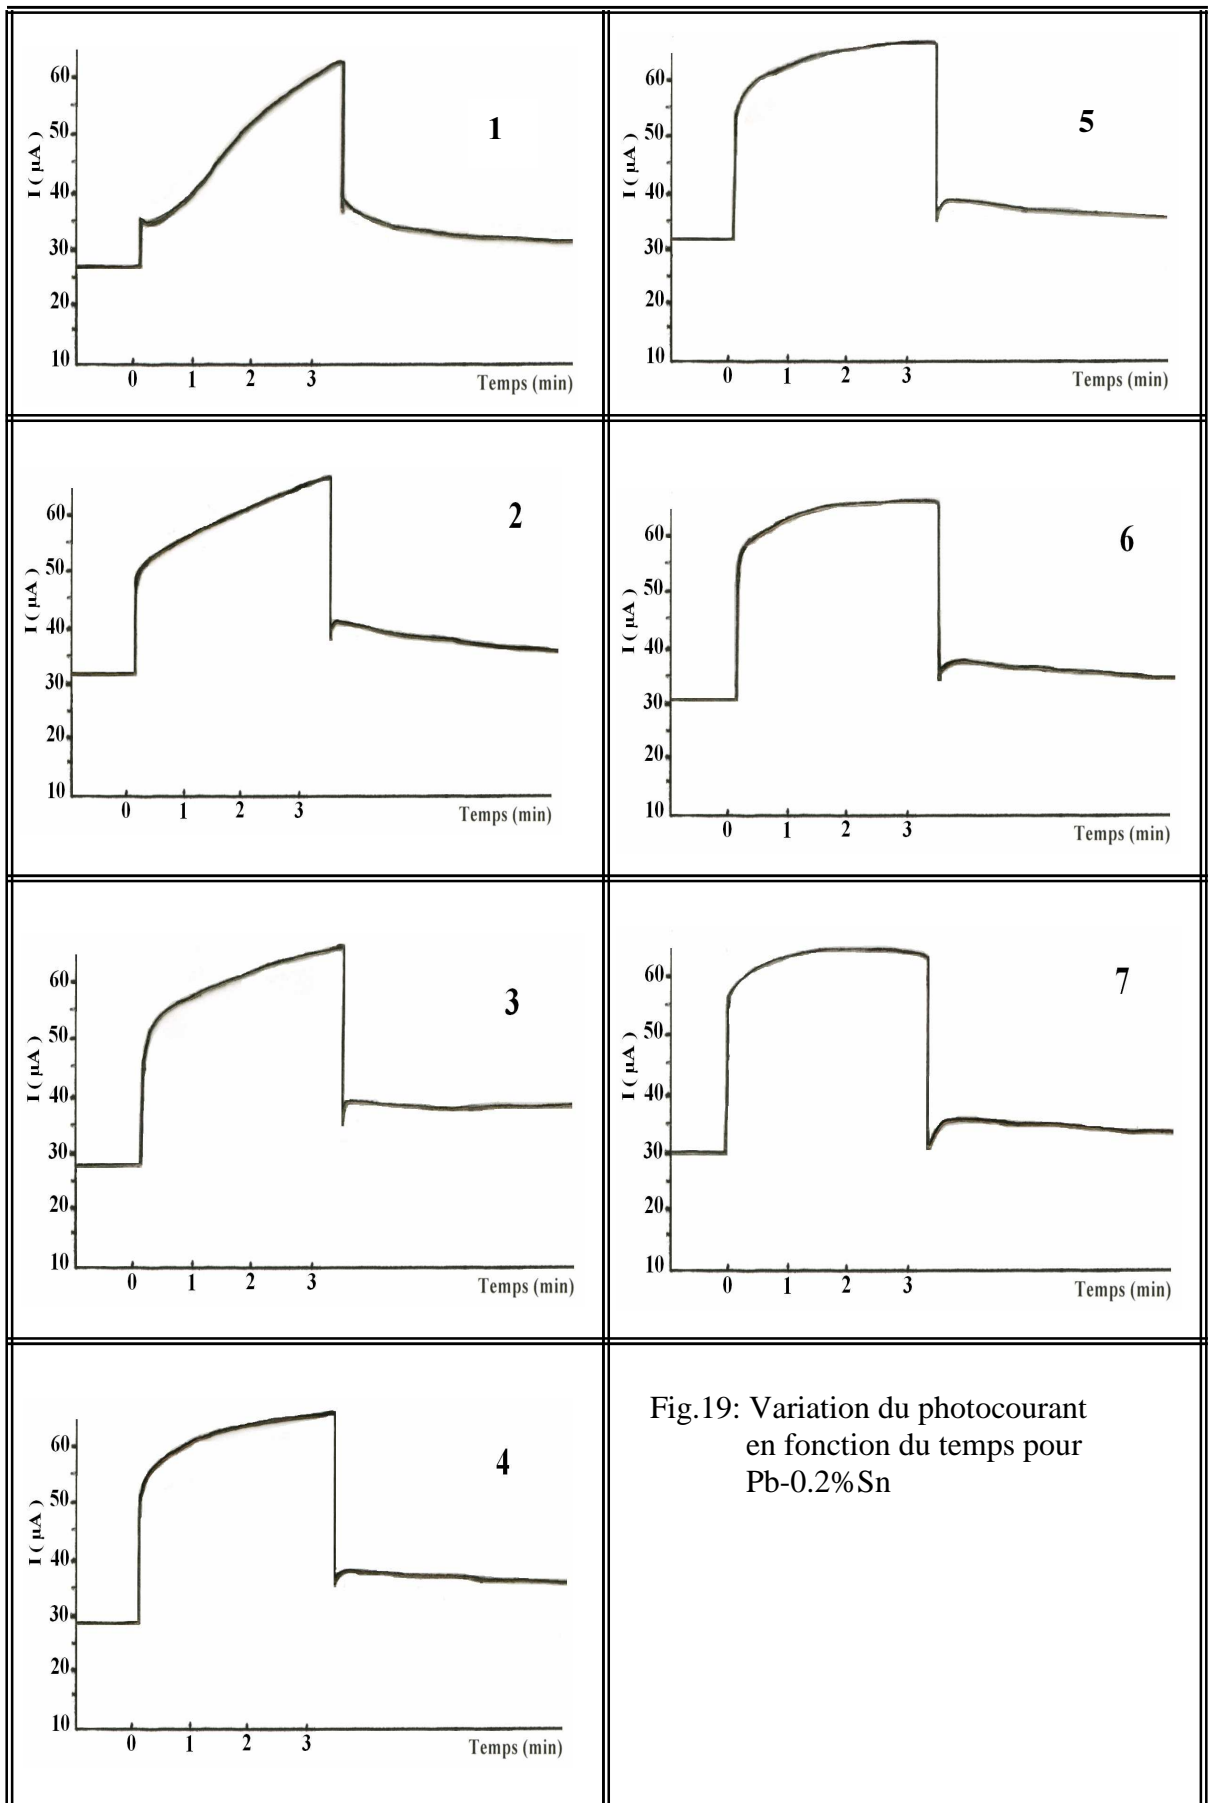 60
50
40
30
20
10
I ( µA )
1
0 1 2 3
Temps (min)
60
50
40
30
20
10
I ( µA )
5
0 1 2 3
Temps (min)
60
50
40
30
20
10
I ( µA )
2
0 1 2 3
Temps (min)
60
50
40
30
20
10
I ( µA )
6
0 1 2 3
Temps (min)
60
50
40
30
20
10
I ( µA )
3
0 1 2 3
Temps (min)
60
50
40
30
20
10
I ( µA )
7
0 1 2 3
Temps (min)
60
50
40
30
20
10
I ( µA )
4
0 1 2 3
Temps (min)
Fig.19: Variation du photocourant
en fonction du temps pour
Pb-0.2%Sn